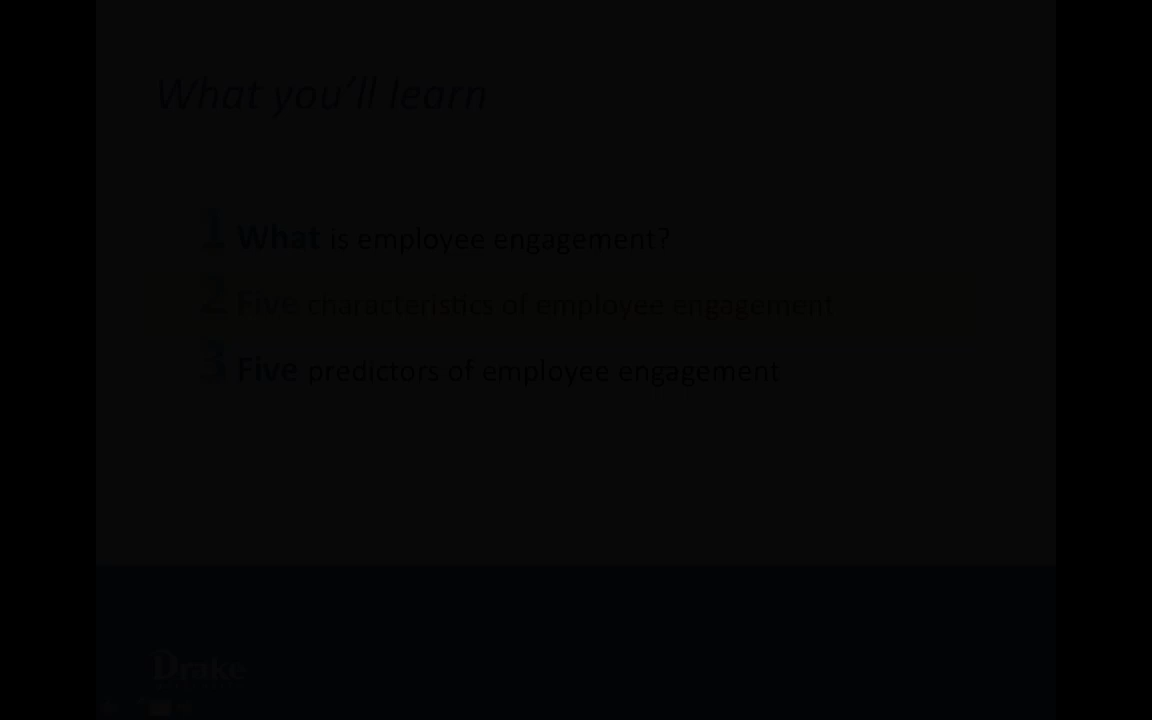 What you'll learn
1 What is employee engagement?
2 Five characteristics of employee engagement
3 Five predictors of employee engagement
Drake